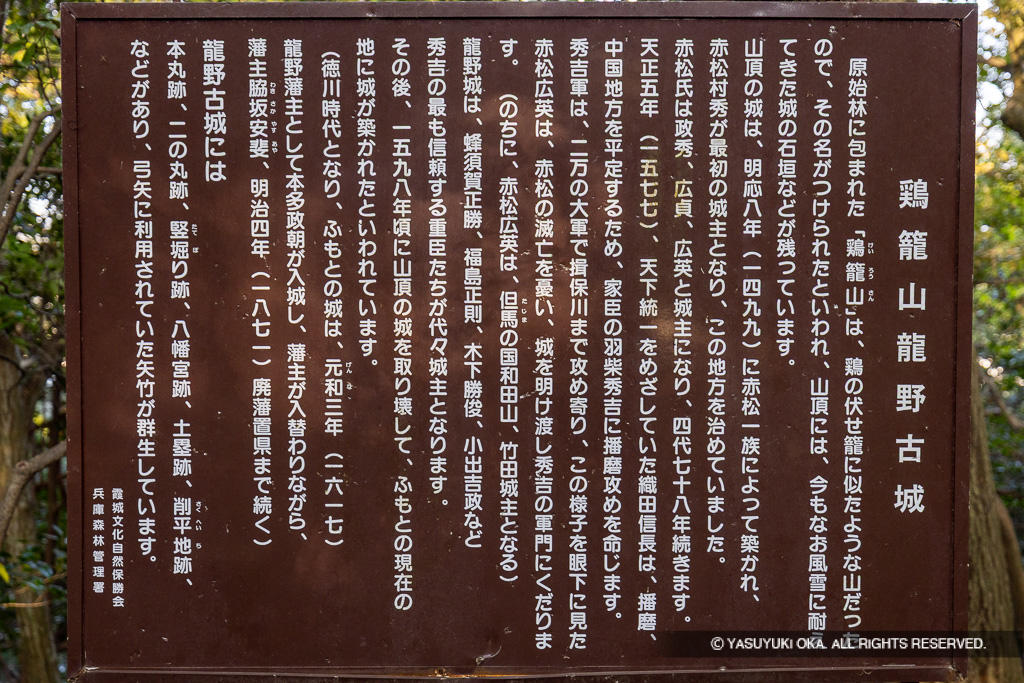 鶏籠山龍野古城
原始林に包まれた「鶏籠山」は、鶏の伏せ籠に似たような山だった
ので、その名がつけられたといわれ、山頂には、今もなお風雪に耐え
てきた城の石垣などが残っています。
山頂の城は、明応八年（一四九九）に赤松一族によって築かれ、
赤松村秀が最初の城主となり、この地方を治めていました。
赤松氏は政秀、広貞、広英と城主になり、四代七十八年続きます。
天正五年（一五七七）、天下統一をめざしていた織田信長は、播磨、
中国地方を平定するため、家臣の羽柴秀吉に播磨攻めを命じます。
秀吉軍は、二万の大軍で揖保川まで攻め寄り、この様子を眼下に見た
赤松広英は、赤松の滅亡を憂い、城を明け渡し秀吉の軍門にくだりま
す。（のちに、赤松広英は、但馬の国和田山、竹田城主となる）
龍野城は、蜂須賀正勝、福島正則、木下勝俊、小出吉政など
秀吉の最も信頼する重臣たちが代々城主となります。
その後、一五九八年頃に山頂の城を取り壊して、ふもとの現在の
地に城が築かれたといわれています。
（徳川時代となり、ふもとの城は、元和三年（一六一七）
龍野藩主として本多政朝が入城し、藩主が入替わりながら、
藩主脇坂安斐、明治四年（一八七一）廃藩置県まで続く）
龍野古城には
本丸跡、二の丸跡、竪堀り跡、八幡宮跡、土塁跡、削平地跡、
などがあり、弓矢に利用されていた矢竹が群生しています。
霞城文化自然保勝会
兵庫森林管理署
© YASUYUKI OKA. ALL RIGHTS RESERVED.